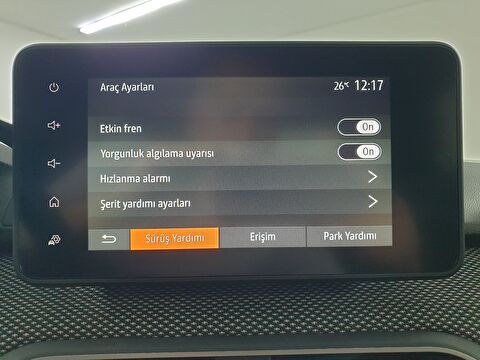 Araç Ayarları
26°C 12:17
Etkin fren
On
Yorgunluk algılama uyarısı
On
Hızlanma alarmı
Şerit yardımı ayarları
Sürüş Yardımı
Erişim
Park Yardımı